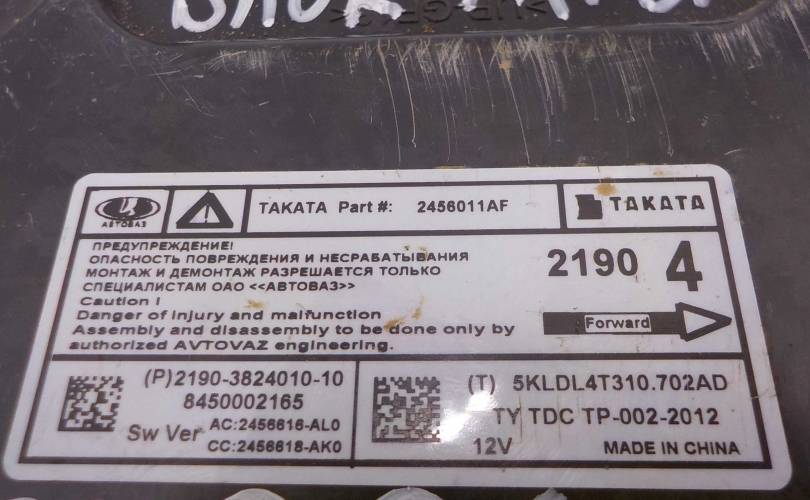 TAKATA Part #: 2456011AF
АВТОВАЗ
TAKATA
ПРЕДУПРЕЖДЕНИЕ!
ОПАСНОСТЬ ПОВРЕЖДЕНИЯ И НЕСРАБАТЫВАНИЯ
МОНТАЖ И ДЕМОНТАЖ РАЗРЕШАЕТСЯ ТОЛЬКО
СПЕЦИАЛИСТАМ ОАО <<АВТОВАЗ>>
Caution !
Danger of injury and malfunction
Assembly and disassembly to be done only by
authorized AVTOVAZ engineering.
2190 4
Forward
(P)2190-3824010-10
8450002165
Sw Ver
AC:2456616-AL0
CC:2456618-AK0
(T) 5KLDL4T310.702AD
TY TDC TP-002-2012
12V
MADE IN CHINA